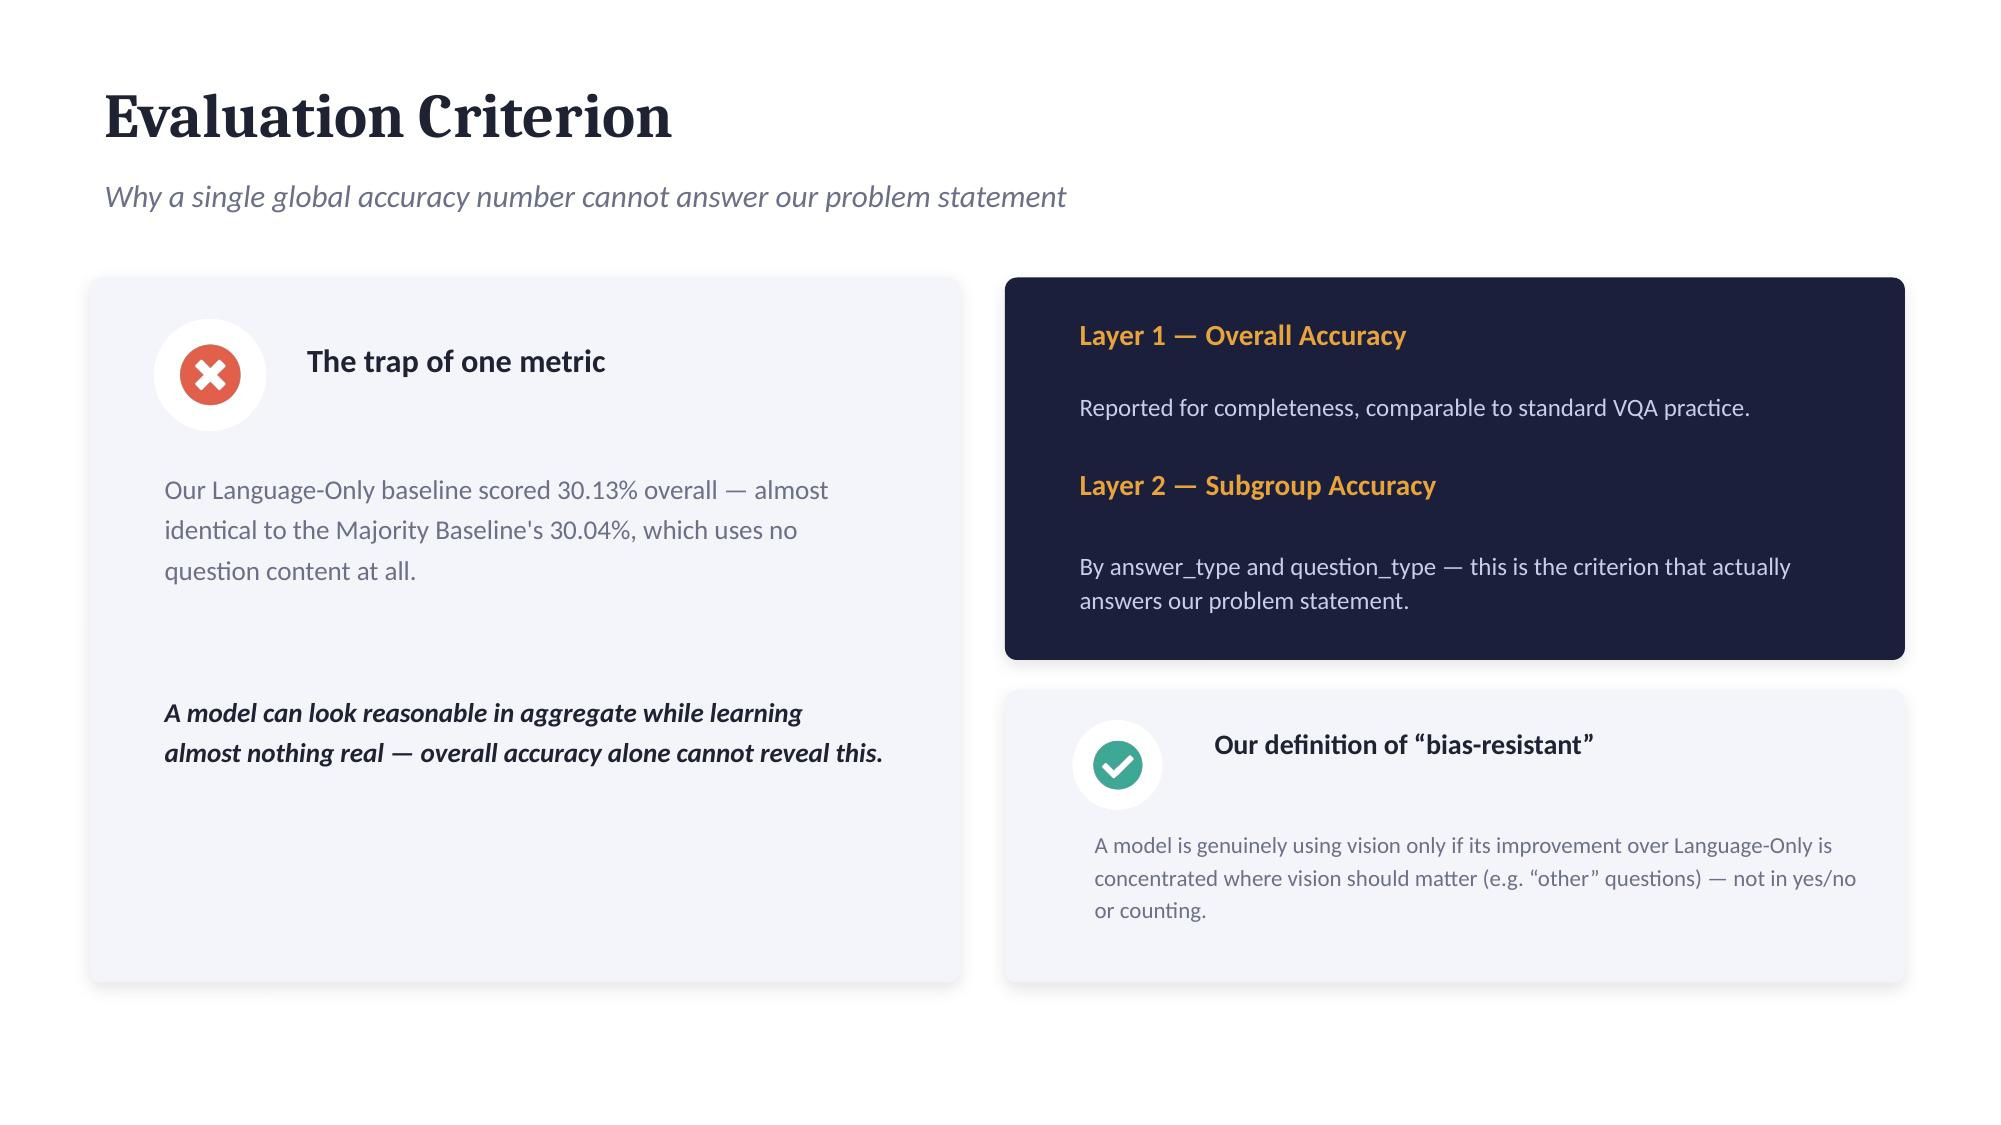 Evaluation Criterion
Why a single global accuracy number cannot answer our problem statement
The trap of one metric
Our Language-Only baseline scored 30.13% overall — almost
identical to the Majority Baseline's 30.04%, which uses no
question content at all.
A model can look reasonable in aggregate while learning
almost nothing real — overall accuracy alone cannot reveal this.
Layer 1 — Overall Accuracy
Reported for completeness, comparable to standard VQA practice.
Layer 2 — Subgroup Accuracy
By answer_type and question_type — this is the criterion that actually
answers our problem statement.
Our definition of “bias-resistant”
A model is genuinely using vision only if its improvement over Language-Only is
concentrated where vision should matter (e.g. “other” questions) — not in yes/no
or counting.